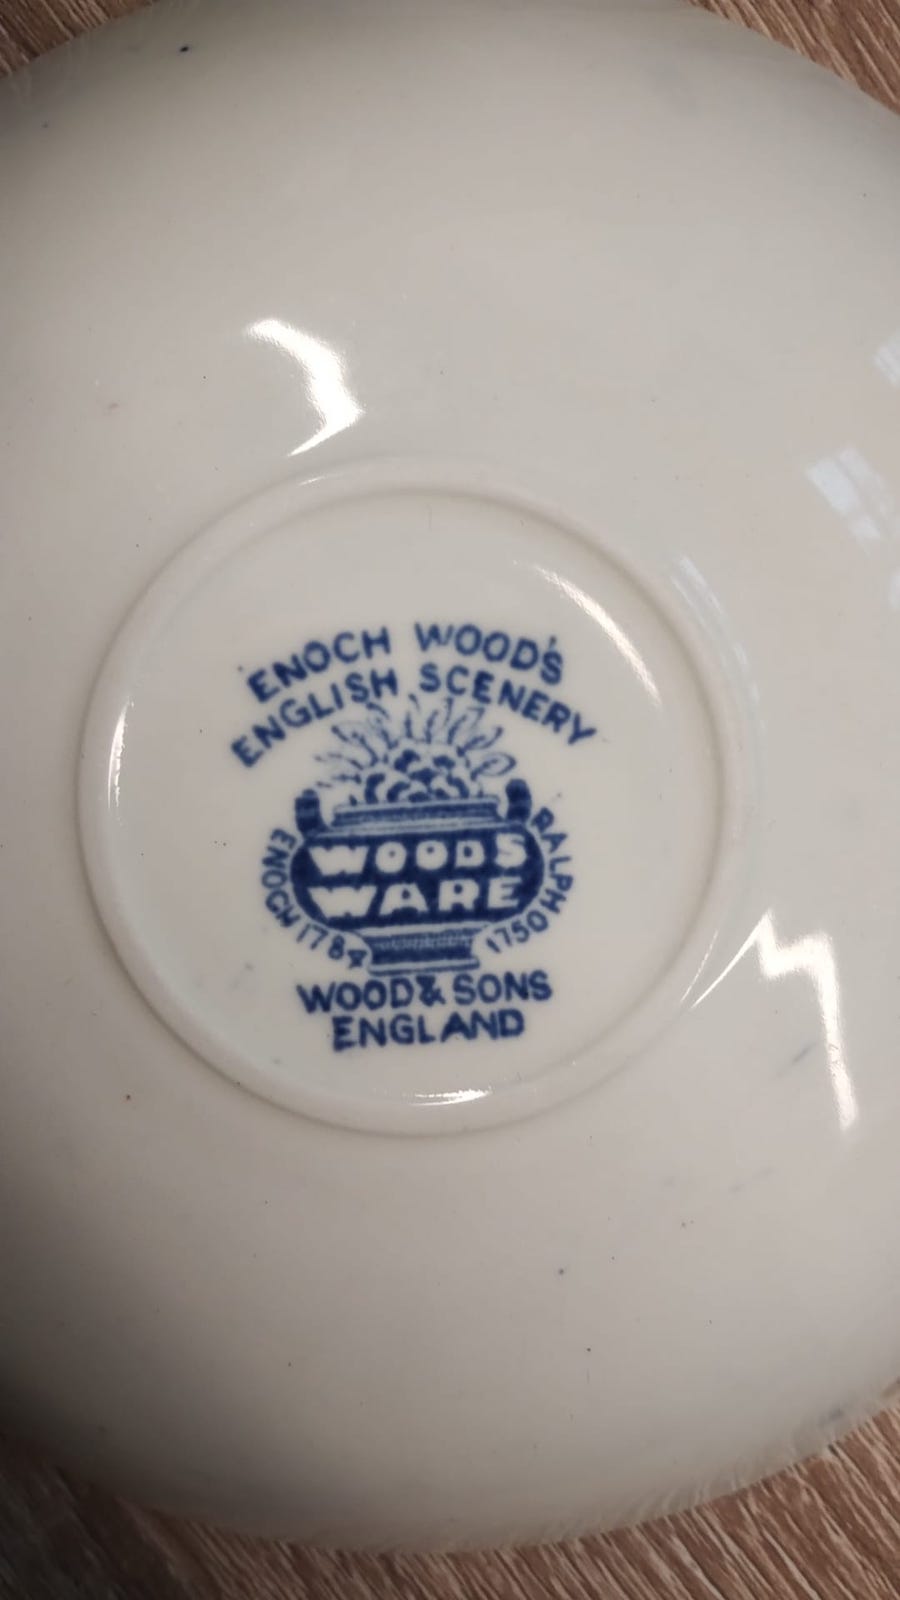 ENOCH WOOD'S
ENGLISH SCENERY
WOODS
WARE
ENOCH 1784
RALPH 1750
WOOD & SONS
ENGLAND